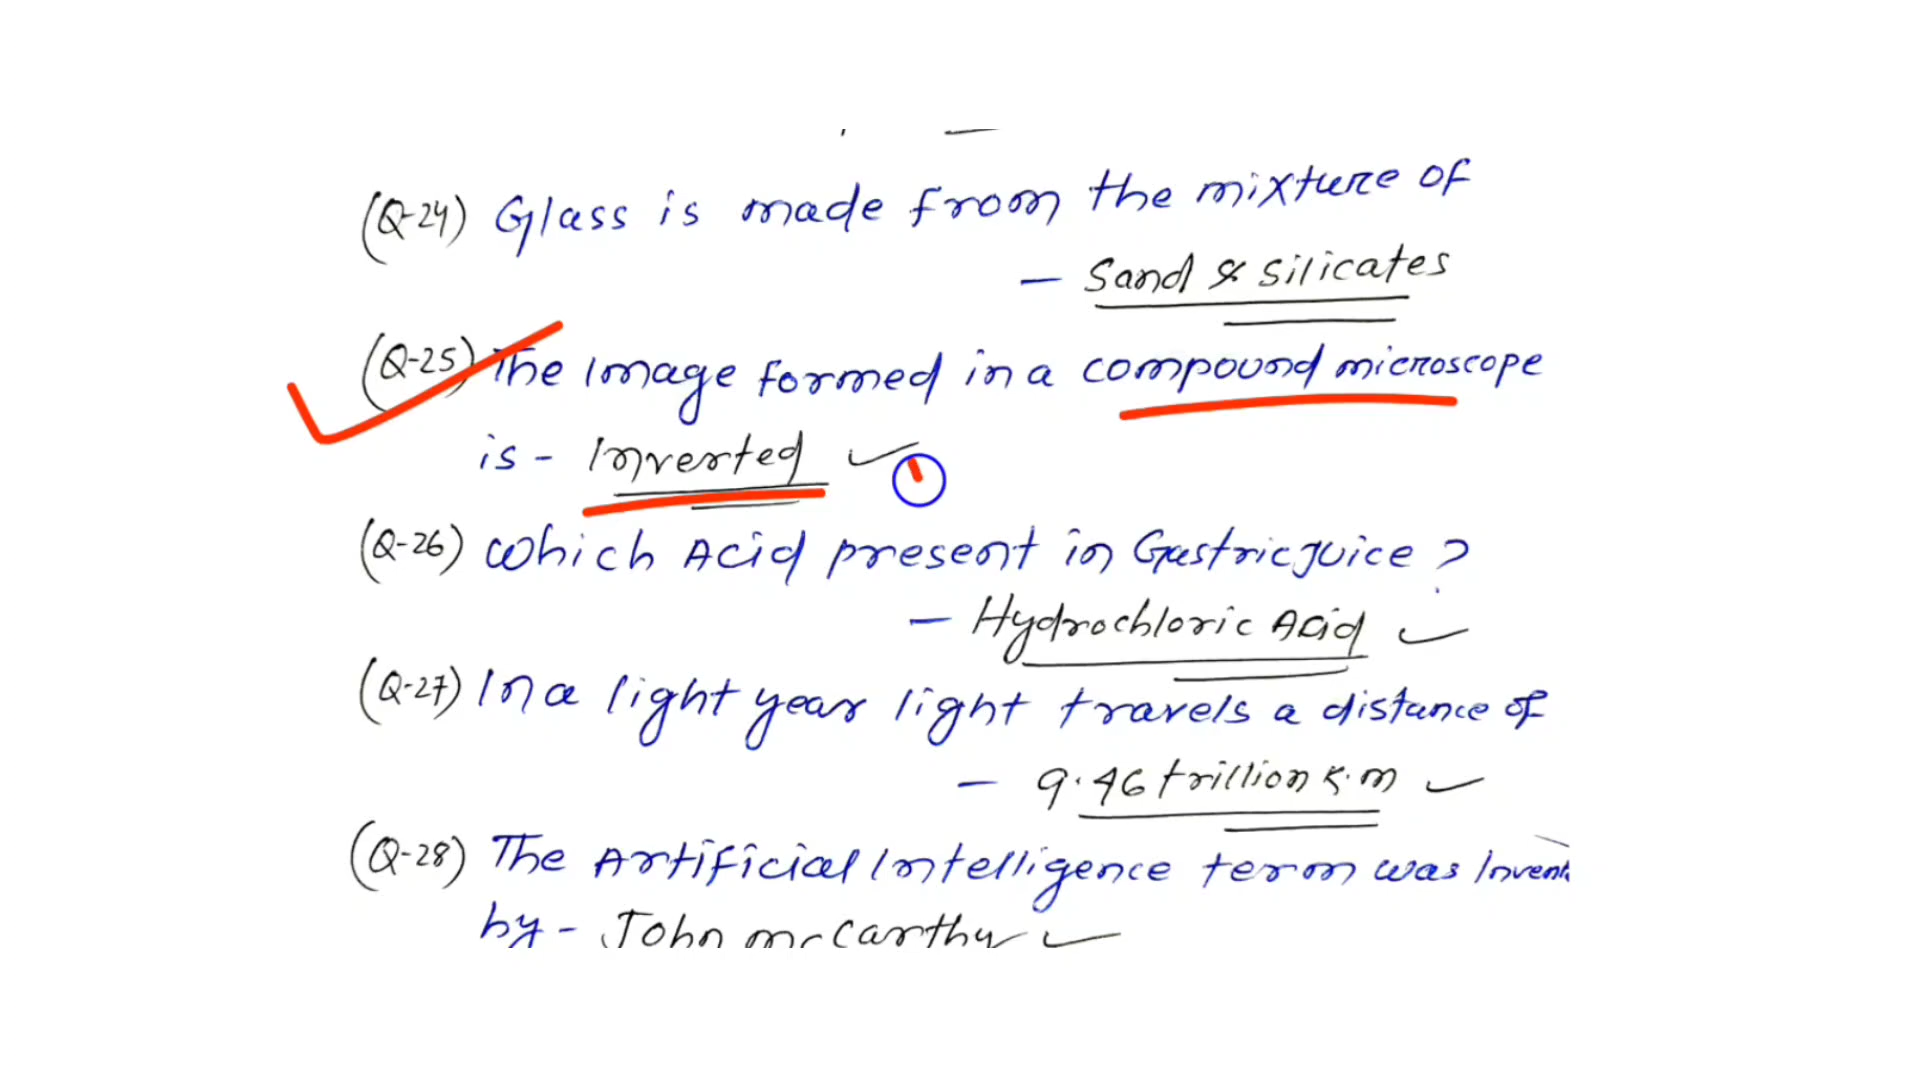 (Q-24) Glass is made from the mixture of
- Sand & Silicates
(Q-25) The Image formed in a compound microscope
is - Inverted
(Q-26) Which Acid present in Gastric Juice ?
- Hydrochloric Acid
(Q-27) In a light year light travels a distance of
- 9.46 trillion k.m
(Q-28) The Artificial Intelligence term was Invent
by - John McCarthy